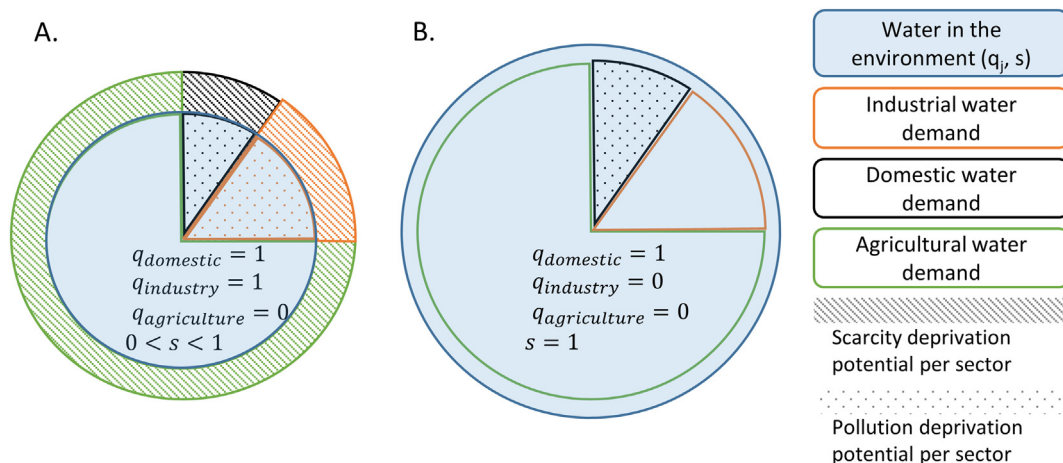 A.
q_domestic = 1
q_industry = 1
q_agriculture = 0
0 < s < 1
B.
q_domestic = 1
q_industry = 0
q_agriculture = 0
s = 1
Water in the
environment (q_j, s)
Industrial water
demand
Domestic water
demand
Agricultural water
demand
Scarcity deprivation
potential per sector
Pollution deprivation
potential per sector